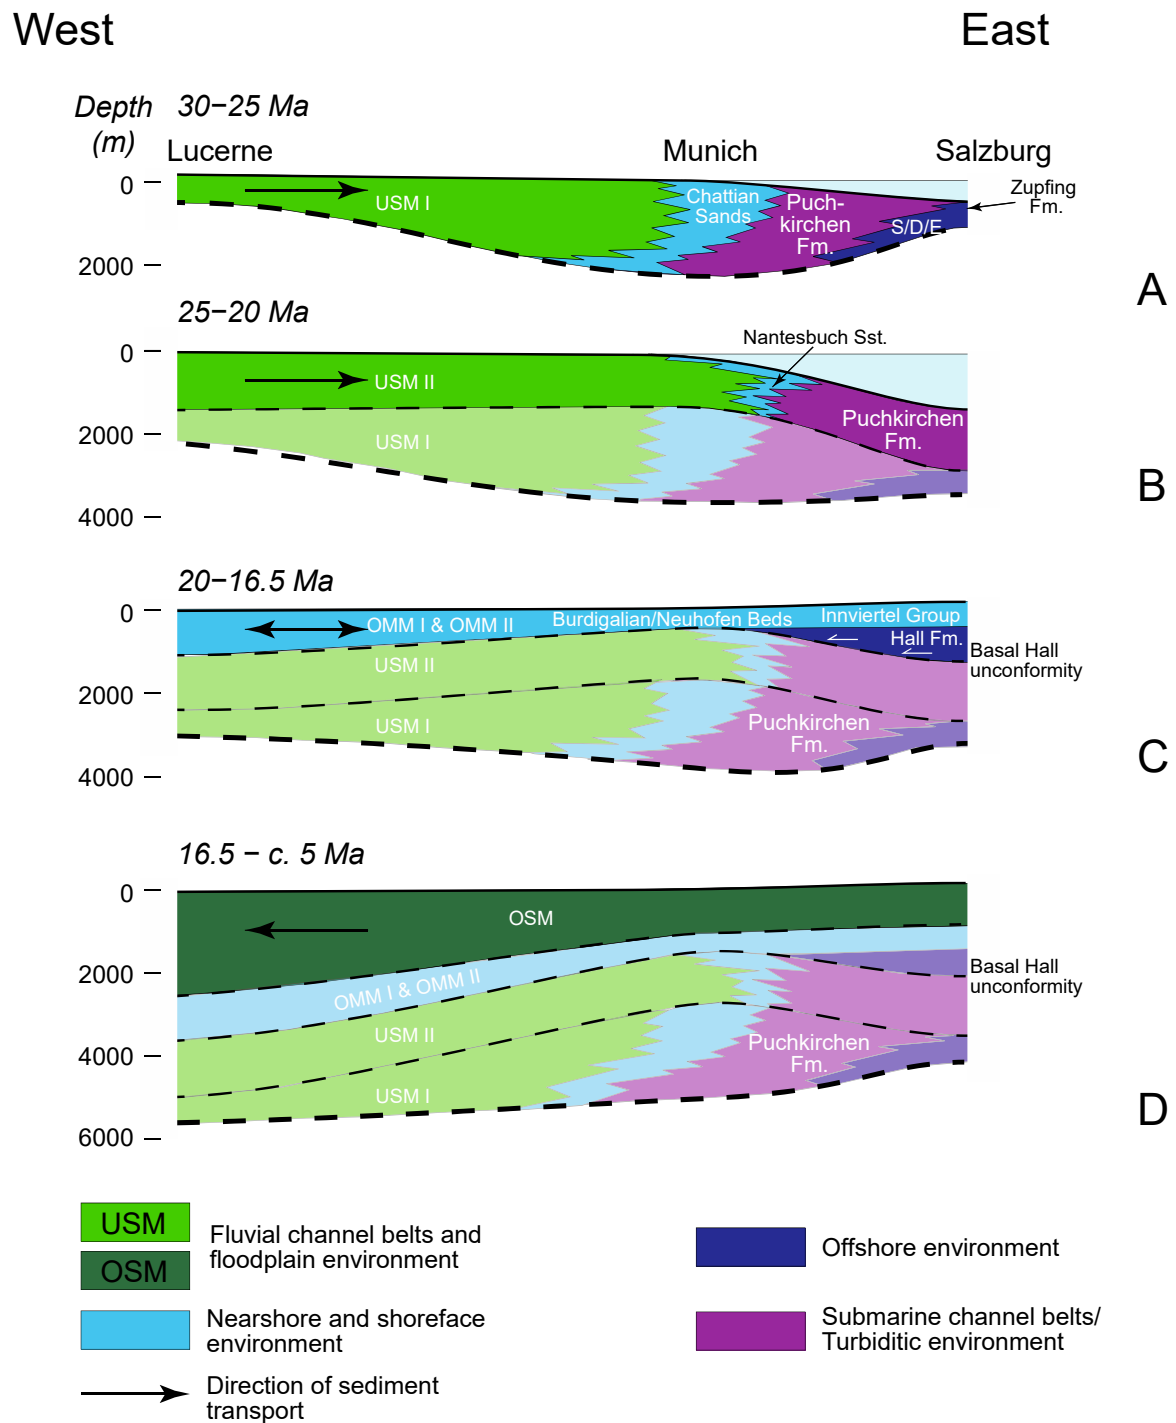 West
East
Depth
(m)
30−25 Ma
Lucerne
Munich
Salzburg
0
2000
USM I
Chattian
Sands
Puch-
kirchen
Fm.
S/D/E
Zupfing
Fm.
A
25−20 Ma
0
2000
4000
Nantesbuch Sst.
USM II
USM I
Puchkirchen
Fm.
B
20−16.5 Ma
0
2000
4000
OMM I & OMM II
Burdigalian/Neuhofen Beds
Innviertel Group
Hall Fm.
Basal Hall
unconformity
USM II
USM I
Puchkirchen
Fm.
C
16.5 − c. 5 Ma
0
2000
4000
6000
OSM
OMM I & OMM II
Basal Hall
unconformity
USM II
Puchkirchen
Fm.
USM I
D
USM
OSM
Fluvial channel belts and
floodplain environment
Offshore environment
Nearshore and shoreface
environment
Submarine channel belts/
Turbiditic environment
Direction of sediment
transport